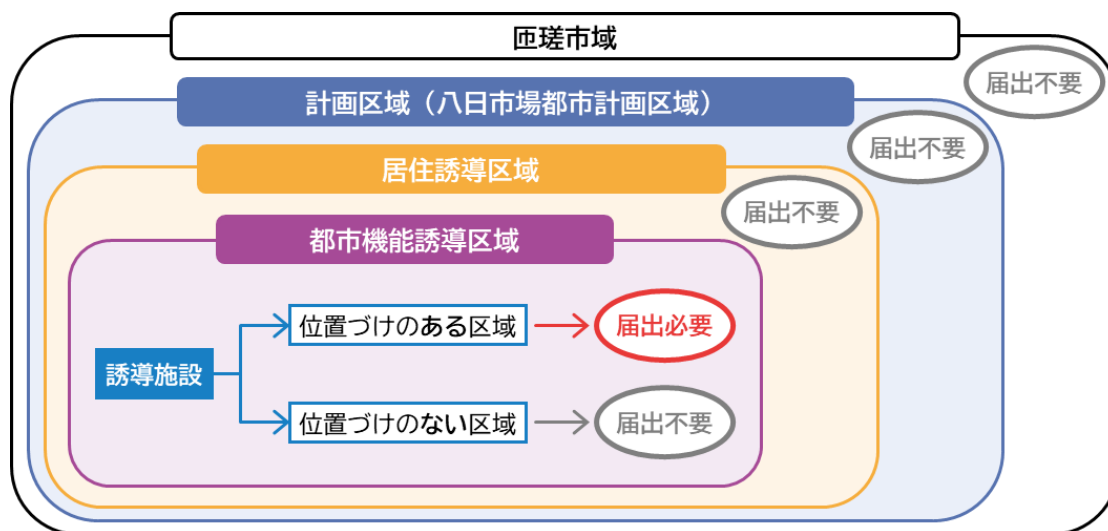 匝瑳市域
届出不要
計画区域（八日市場都市計画区域）
届出不要
居住誘導区域
届出不要
都市機能誘導区域
誘導施設
位置づけのある区域
届出必要
位置づけのない区域
届出不要